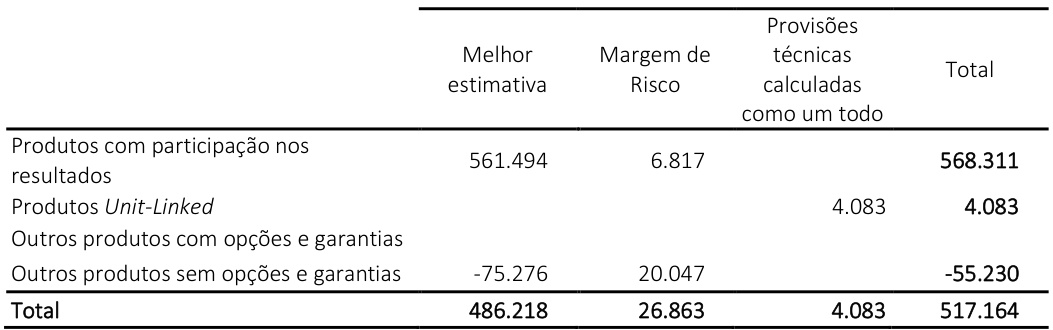 Melhor estimativa Margem de Risco Provisões técnicas calculadas como um todo Total
Produtos com participação nos
resultados 561.494 6.817 568.311
Produtos Unit-Linked 4.083 4.083
Outros produtos com opções e garantias
Outros produtos sem opções e garantias -75.276 20.047 -55.230
Total 486.218 26.863 4.083 517.164